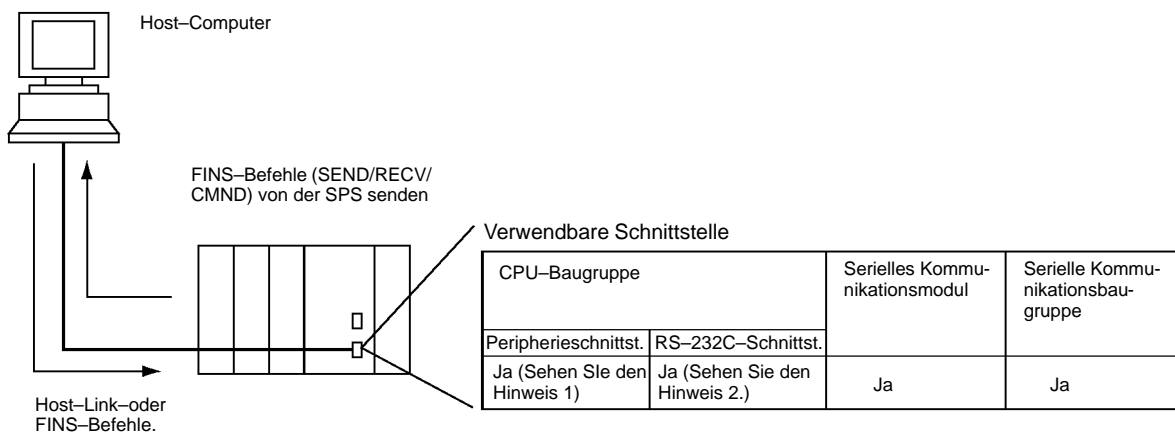 Host–Computer
FINS–Befehle (SEND/RECV/
CMND) von der SPS senden
Verwendbare Schnittstelle
CPU–Baugruppe
Serielles Kommu-
nikationsmodul
Serielle Kommu-
nikationsbau-
gruppe
Peripherieschnittst.
RS–232C–Schnittst.
Ja (Sehen SIe den
Hinweis 1)
Ja (Sehen Sie den
Hinweis 2.)
Ja
Ja
Host–Link–oder
FINS–Befehle.